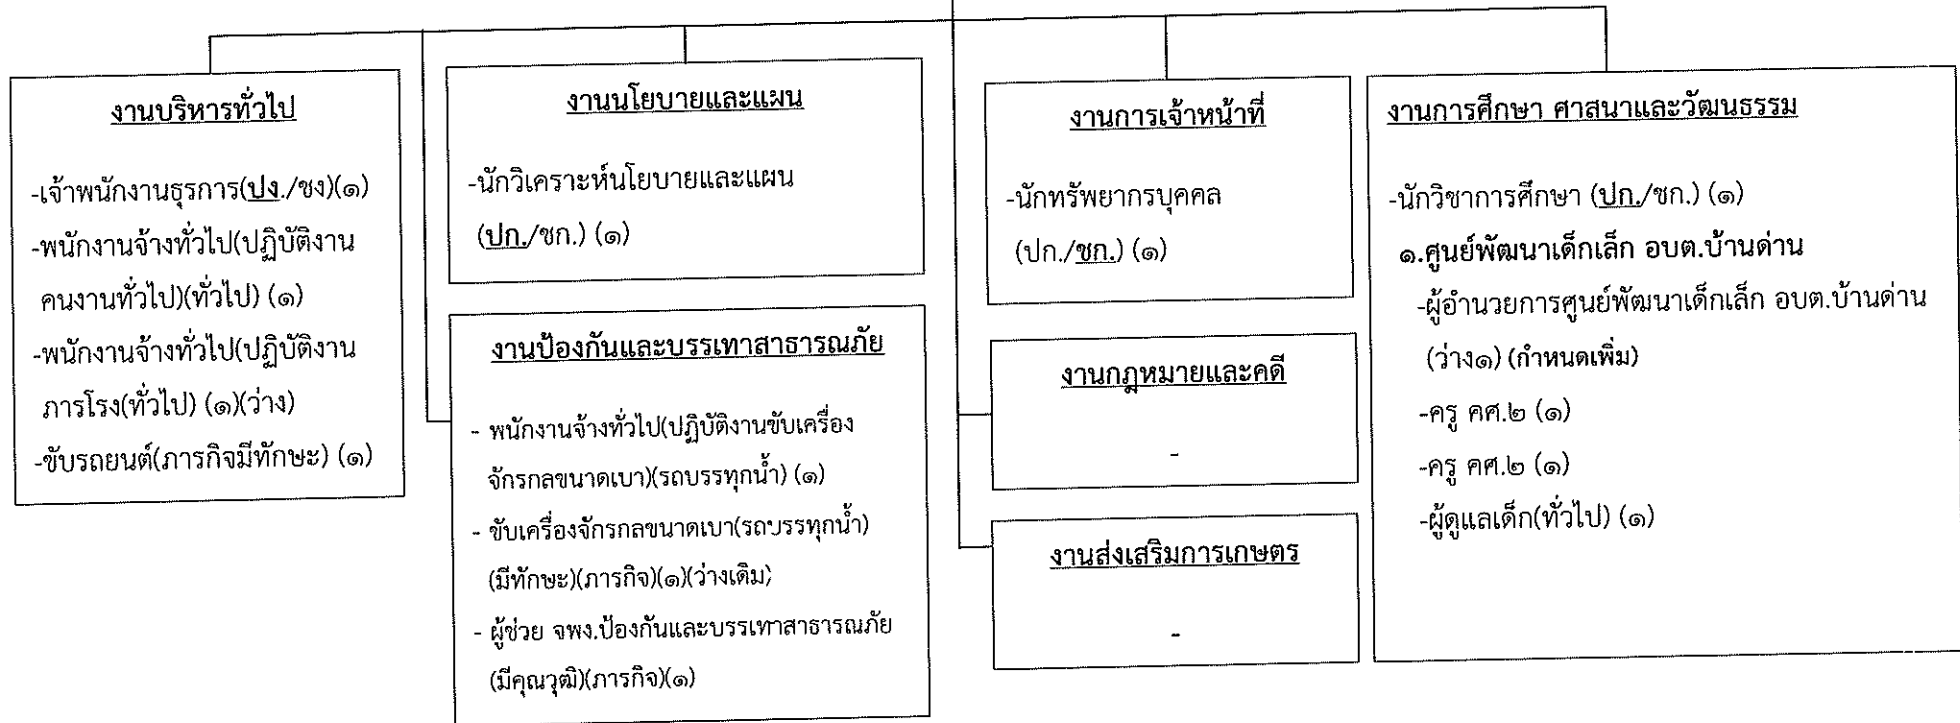 งานบริหารทั่วไป
-เจ้าพนักงานธุรการ(ปง./ชง)(๑)
-พนักงานจ้างทั่วไป(ปฏิบัติงาน
คนงานทั่วไป)(ทั่วไป) (๑)
-พนักงานจ้างทั่วไป(ปฏิบัติงาน
ภารโรง(ทั่วไป) (๑)(ว่าง)
-ขับรถยนต์(ภารกิจมีทักษะ) (๑)
งานนโยบายและแผน
-นักวิเคราะห์นโยบายและแผน
(ปก./ชก.) (๑)
งานป้องกันและบรรเทาสาธารณภัย
- พนักงานจ้างทั่วไป(ปฏิบัติงานขับเครื่อง
จักรกลขนาดเบา)(รถบรรทุกน้ำ) (๑)
- ขับเครื่องจักรกลขนาดเบา(รถบรรทุกน้ำ)
(มีทักษะ)(ภารกิจ)(๑)(ว่างเดิม)
- ผู้ช่วย จพง.ป้องกันและบรรเทาสาธารณภัย
(มีคุณวุฒิ)(ภารกิจ)(๑)
งานการเจ้าหน้าที่
-นักทรัพยากรบุคคล
(ปก./ชก.) (๑)
งานกฎหมายและคดี
-
งานส่งเสริมการเกษตร
-
งานการศึกษา ศาสนาและวัฒนธรรม
-นักวิชาการศึกษา (ปก./ชก.) (๑)
๑.ศูนย์พัฒนาเด็กเล็ก อบต.บ้านด่าน
-ผู้อำนวยการศูนย์พัฒนาเด็กเล็ก อบต.บ้านด่าน
(ว่าง๑) (กำหนดเพิ่ม)
-ครู คศ.๒ (๑)
-ครู คศ.๒ (๑)
-ผู้ดูแลเด็ก(ทั่วไป) (๑)